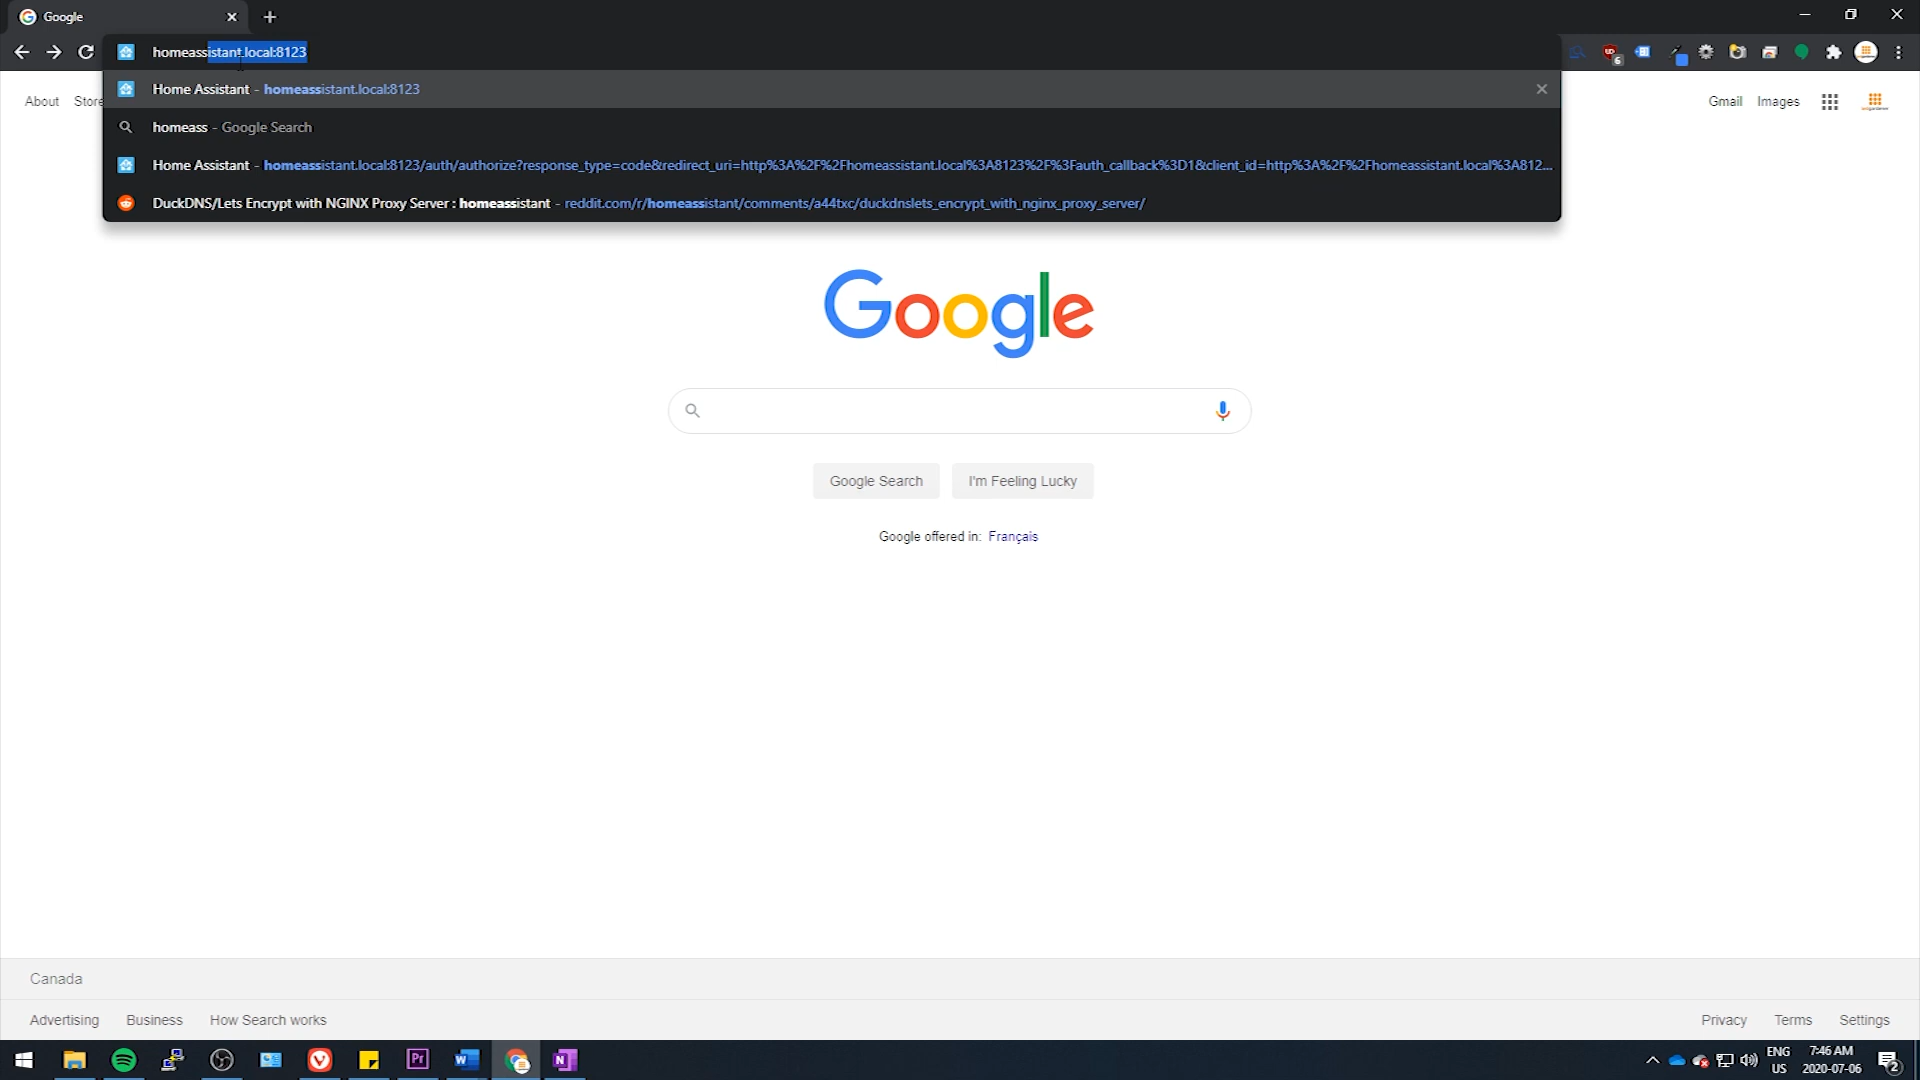 Google
homeassistant.local:8123
Home Assistant - homeassistant.local:8123
homeass - Google Search
Home Assistant - homeassistant.local:8123/auth/authorize?response_type=code&redirect_uri=http%3A%2F%2Fhomeassistant.local%3A8123%2F%3Fauth_callback%3D1&client_id=http%3A%2F%2Fhomeassistant.local%3A812...
DuckDNS/Lets Encrypt with NGINX Proxy Server : homeassistant - reddit.com/r/homeassistant/comments/a44txc/duckdnslets_encrypt_with_nginx_proxy_server/
6
About Store
Gmail Images
Google
Google Search I'm Feeling Lucky
Google offered in: Français
Canada
Advertising Business How Search works
Privacy Terms Settings
Pr
W
N
ENG
US
7:46 AM
2020-07-06
2